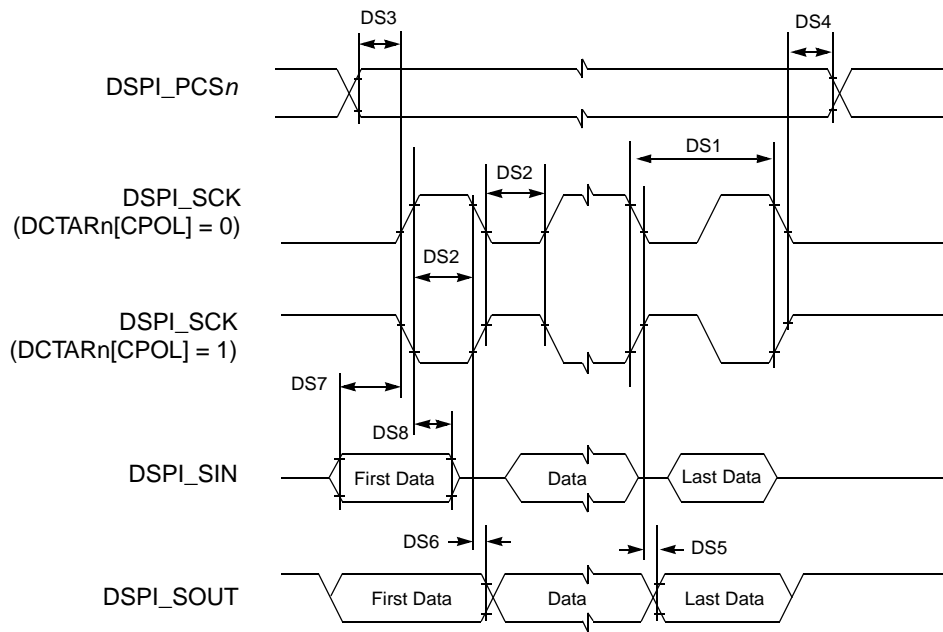 DS3
DS4
DSPI_PCSn
DS1
DS2
DSPI_SCK
(DCTARn[CPOL] = 0)
DS2
DSPI_SCK
(DCTARn[CPOL] = 1)
DS7
DS8
DSPI_SIN
First Data
Data
Last Data
DS6
DS5
DSPI_SOUT
First Data
Data
Last Data